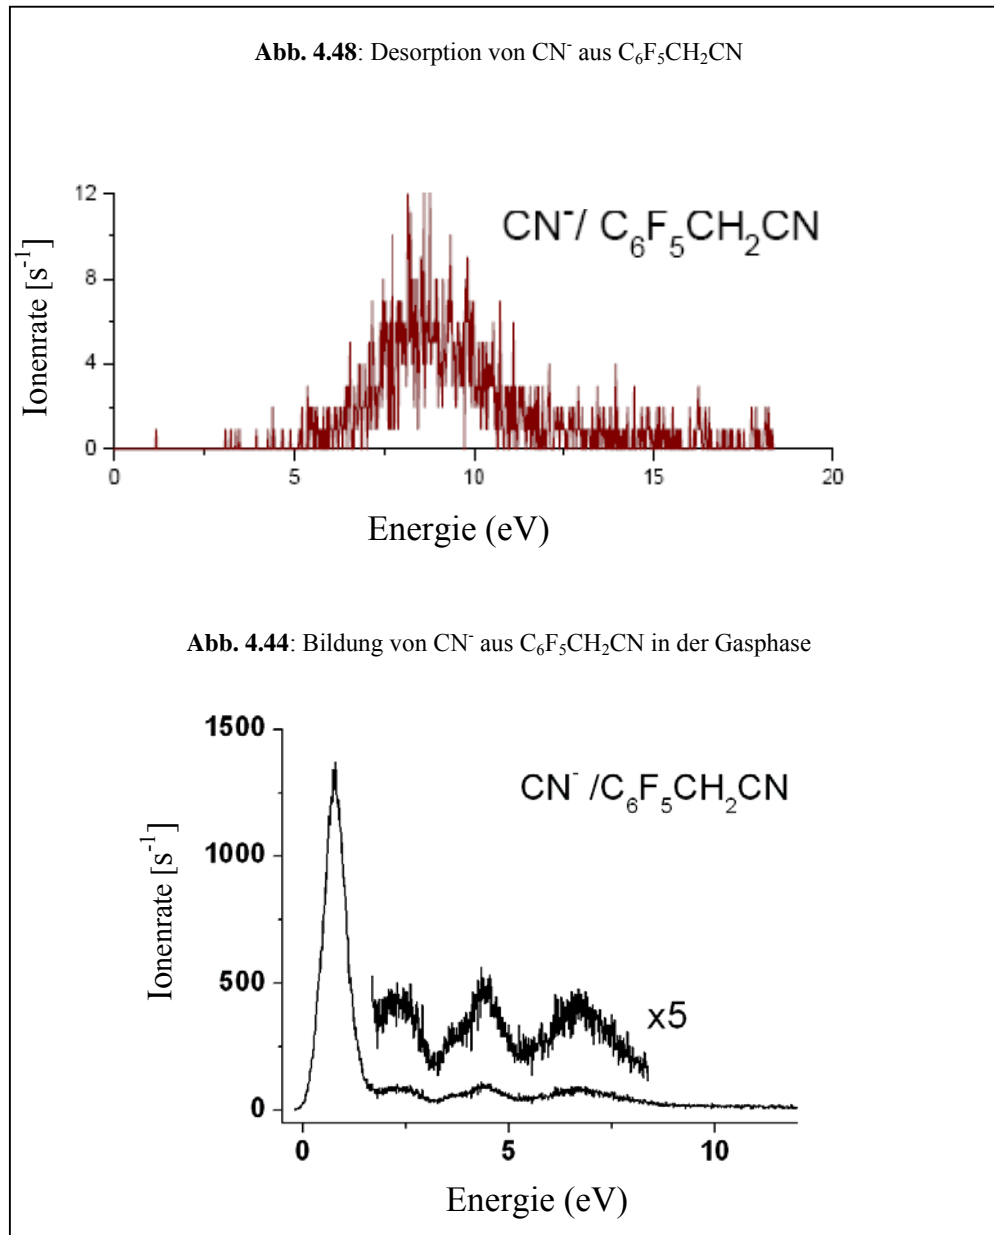 Abb. 4.48: Desorption von CN⁻ aus C₆F₅CH₂CN
CN⁻/ C₆F₅CH₂CN
Ionenrate [s⁻¹]
12
8
4
0
0 5 10 15 20
Energie (eV)
Abb. 4.44: Bildung von CN⁻ aus C₆F₅CH₂CN in der Gasphase
CN⁻ /C₆F₅CH₂CN
Ionenrate [s⁻¹]
1500
1000
500
0
x5
0 5 10
Energie (eV)